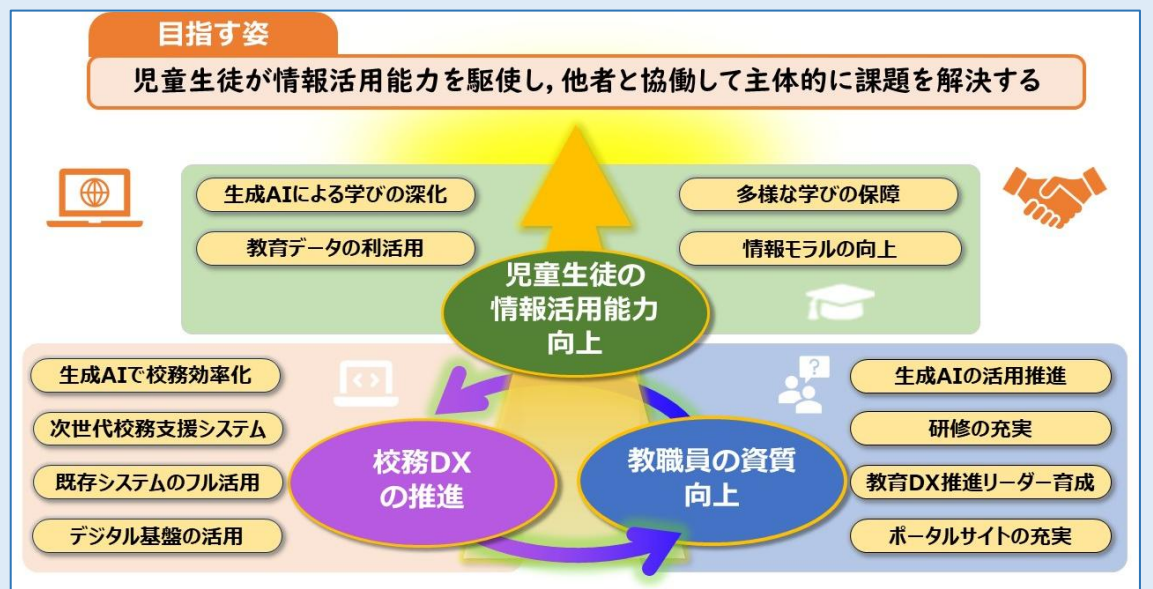 目指す姿
児童生徒が情報活用能力を駆使し,他者と協働して主体的に課題を解決する
生成AIによる学びの深化
教育データの利活用
多様な学びの保障
情報モラルの向上
児童生徒の
情報活用能力
向上
生成AIで校務効率化
次世代校務支援システム
既存システムのフル活用
デジタル基盤の活用
校務DX
の推進
教職員の資質
向上
?
生成AIの活用推進
研修の充実
教育DX推進リーダー育成
ポータルサイトの充実